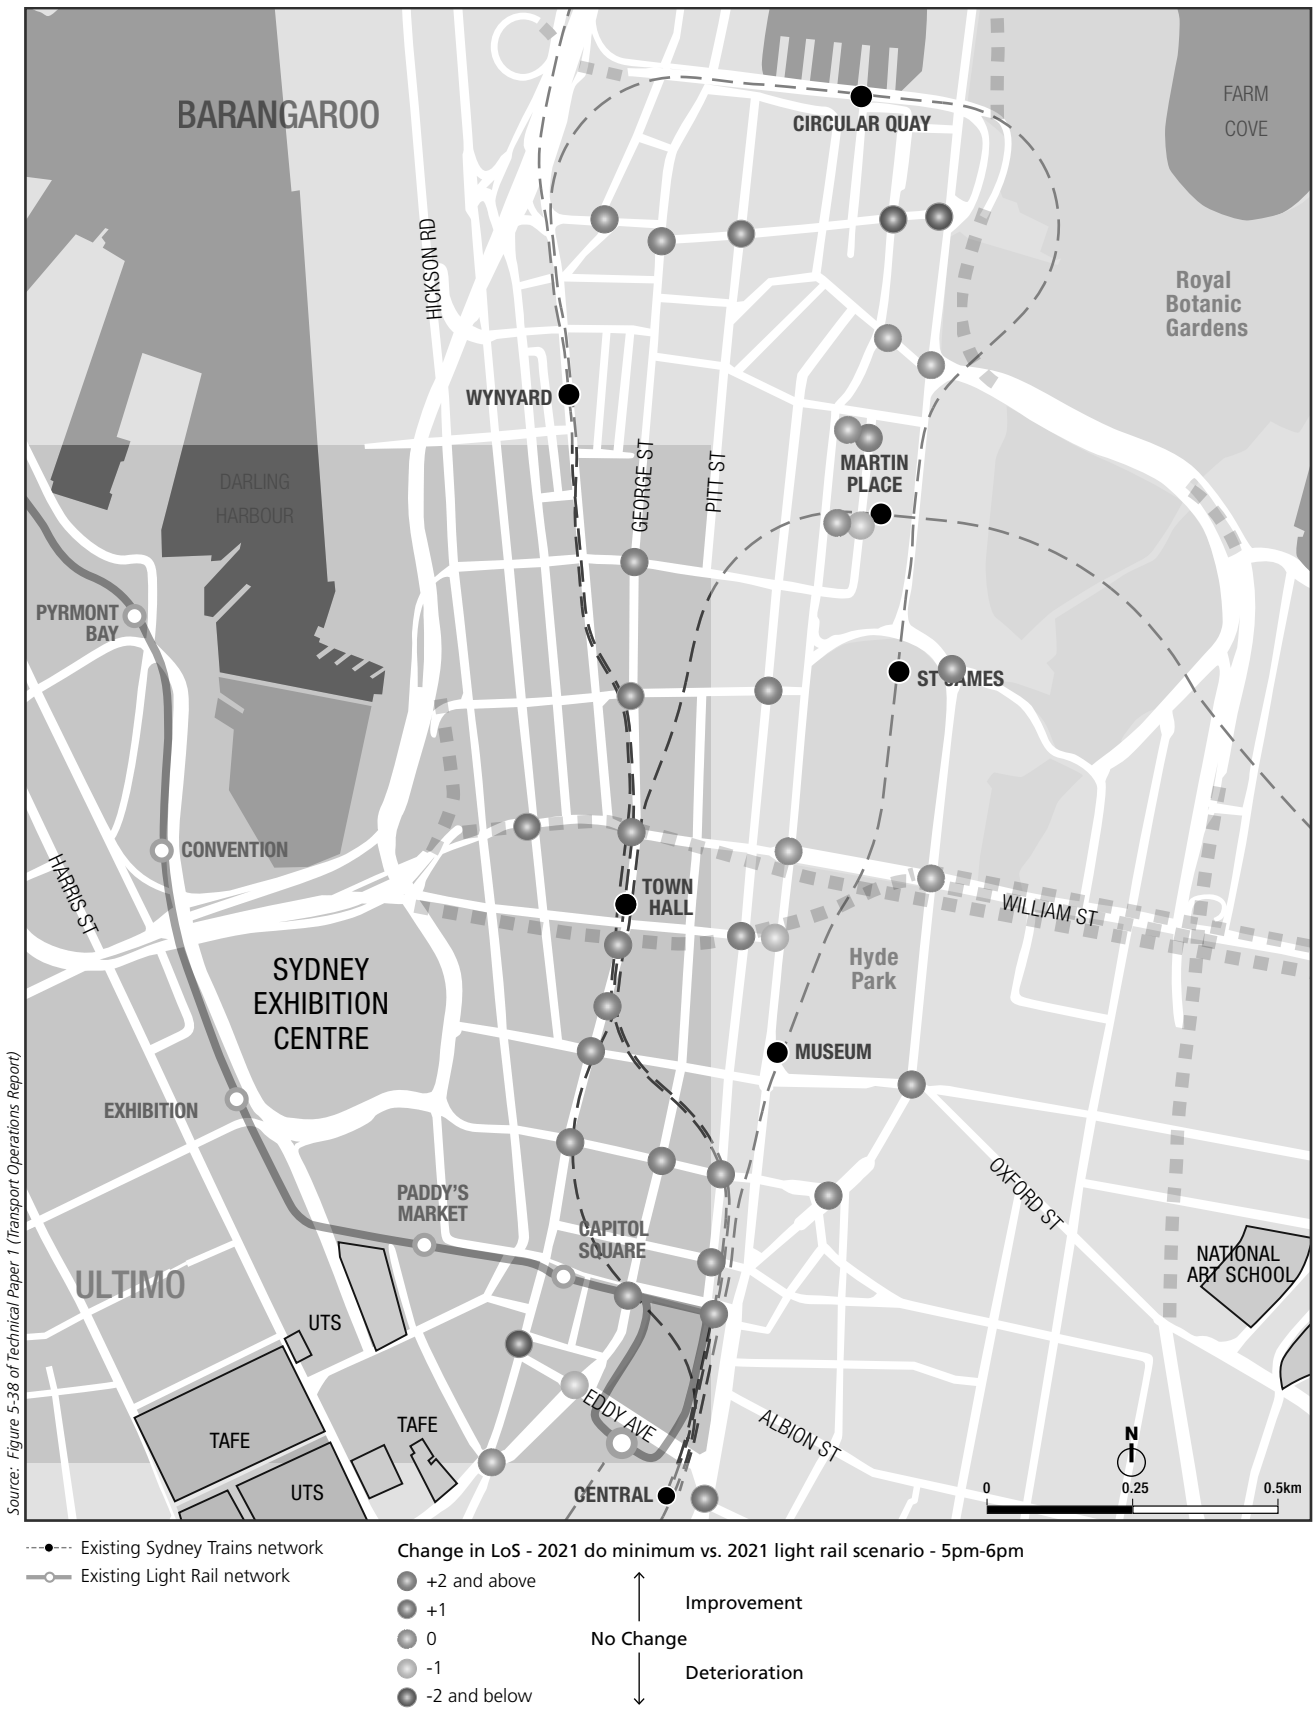 BARANGAROO
CIRCULAR QUAY
FARM
COVE
HICKSON RD
Royal
Botanic
Gardens
WYNYARD
GEORGE ST
PITT ST
MARTIN
PLACE
DARLING
HARBOUR
PYRMONT
BAY
ST JAMES
CONVENTION
HARRIS ST
TOWN
HALL
WILLIAM ST
SYDNEY
EXHIBITION
CENTRE
Hyde
Park
MUSEUM
EXHIBITION
OXFORD ST
PADDY'S
MARKET
CAPITOL
SQUARE
NATIONAL
ART SCHOOL
ULTIMO
UTS
EDDY AVE
ALBION ST
TAFE
TAFE
UTS
CENTRAL
N
0 0.25 0.5km
Source: Figure 5-38 of Technical Paper 1 (Transport Operations Report)
Existing Sydney Trains network
Existing Light Rail network
Change in LoS - 2021 do minimum vs. 2021 light rail scenario - 5pm-6pm
+2 and above
+1
0
-1
-2 and below
Improvement
No Change
Deterioration